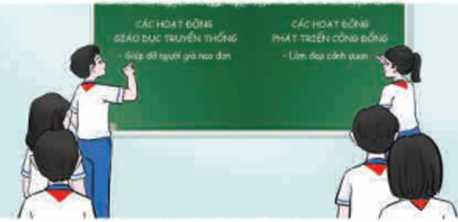 CÁC HOẠT ĐỘNG
GIÁO DỤC TRUYỀN THỐNG
- Giúp đỡ người già neo đơn
CÁC HOẠT ĐỘNG
PHÁT TRIỂN CỘNG ĐỒNG
- Làm đẹp cảnh quan